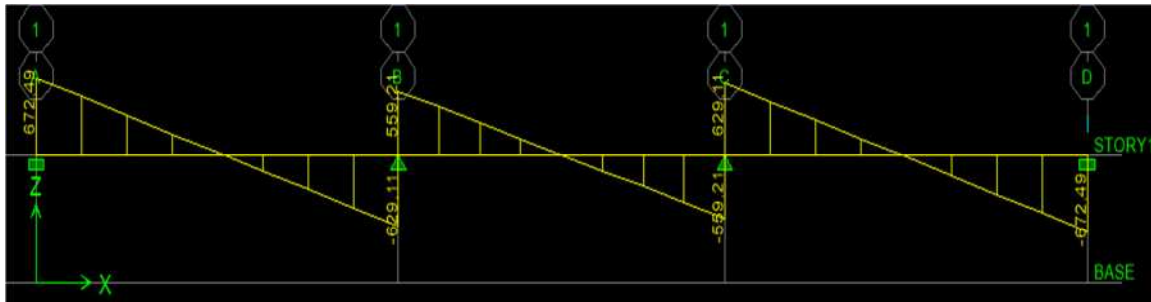 1 1 1 1
A B C D
672.49 559.21 629.11
STORY1
-629.11 -559.21 -672.49
Z
X
BASE